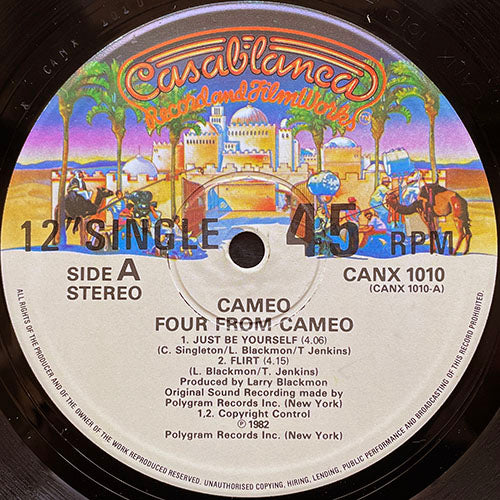 Casablanca
Record and FilmWorks
12" SINGLE 45 RPM
SIDE A
STEREO
CANX 1010
(CANX 1010-A)
CAMEO
FOUR FROM CAMEO
1. JUST BE YOURSELF (4.06)
(C. Singleton/L. Blackmon/T Jenkins)
2. FLIRT (4.15)
(L. Blackmon/T. Jenkins)
Produced by Larry Blackmon
Original Sound Recording made by
Polygram Records Inc. (New York)
1,2. Copyright Control
℗ 1982
Polygram Records Inc. (New York)
ALL RIGHTS OF THE PRODUCER AND OF THE OWNER OF THE WORK REPRODUCED RESERVED. UNAUTHORISED COPYING, HIRING, LENDING, PUBLIC PERFORMANCE AND BROADCASTING OF THIS RECORD PROHIBITED.